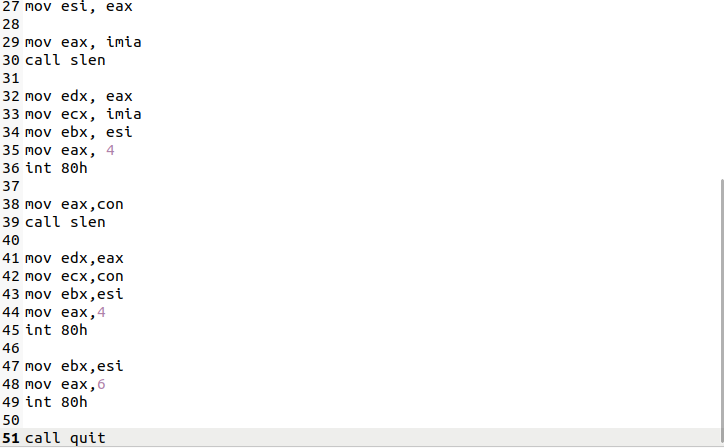 27 mov esi, eax
28
29 mov eax, imia
30 call slen
31
32 mov edx, eax
33 mov ecx, imia
34 mov ebx, esi
35 mov eax, 4
36 int 80h
37
38 mov eax,con
39 call slen
40
41 mov edx,eax
42 mov ecx,con
43 mov ebx,esi
44 mov eax,4
45 int 80h
46
47 mov ebx,esi
48 mov eax,6
49 int 80h
50
51 call quit